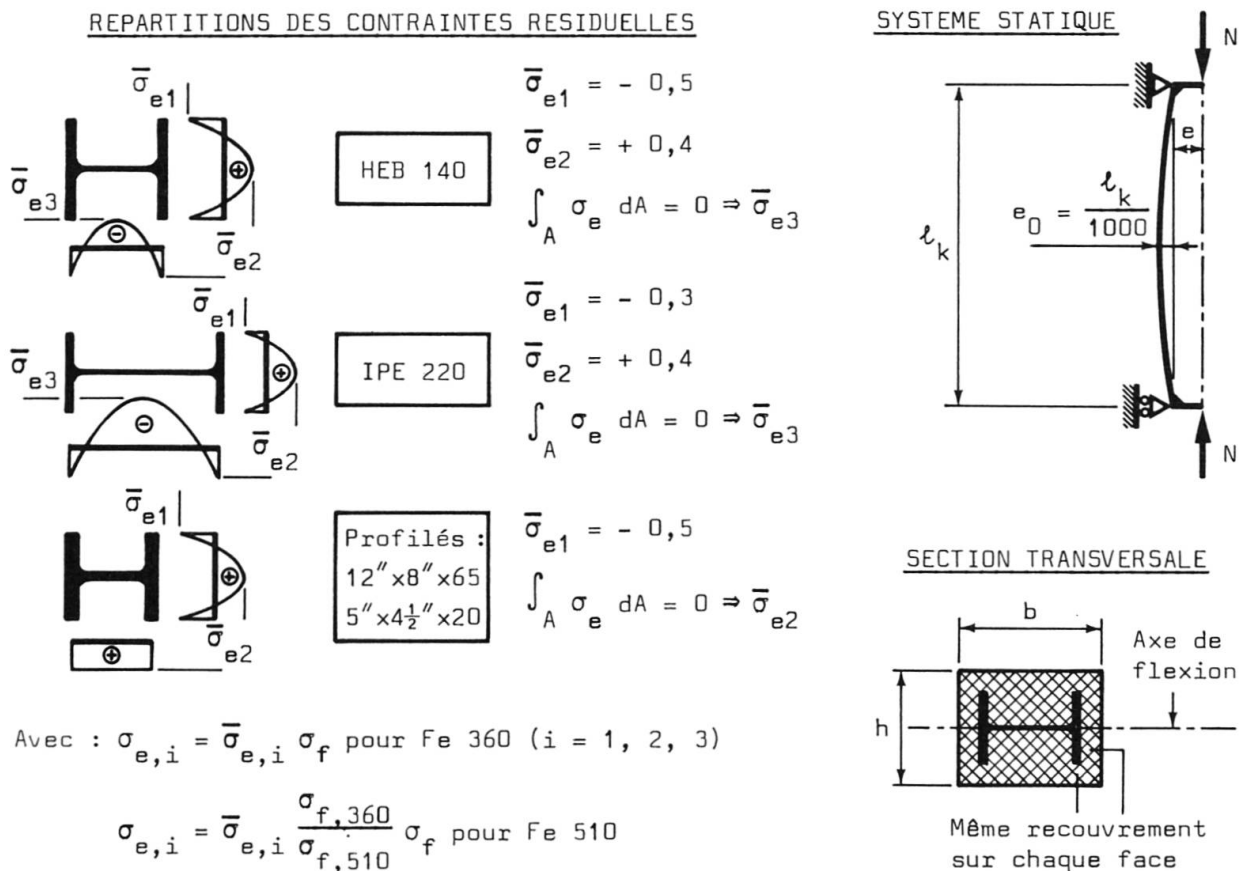 REPARTITIONS DES CONTRAINTES RESIDUELLES
σ̄e1
σ̄e3
σ̄e2
HEB 140
σ̄e1 = - 0,5
σ̄e2 = + 0,4
∫A σe dA = 0 ⇒ σ̄e3
σ̄e1
σ̄e3
σ̄e2
IPE 220
σ̄e1 = - 0,3
σ̄e2 = + 0,4
∫A σe dA = 0 ⇒ σ̄e3
σ̄e1
σ̄e2
Profilés :
12″x8″x65
5″x4½″x20
σ̄e1 = - 0,5
∫A σe dA = 0 ⇒ σ̄e2
Avec : σe,i = σ̄e,i σf pour Fe 360 (i = 1, 2, 3)
σe,i = σ̄e,i σf,360/σf,510 σf pour Fe 510
SYSTEME STATIQUE
N
e
e0 = ℓk/1000
ℓk
N
SECTION TRANSVERSALE
b
Axe de
flexion
h
Même recouvrement
sur chaque face